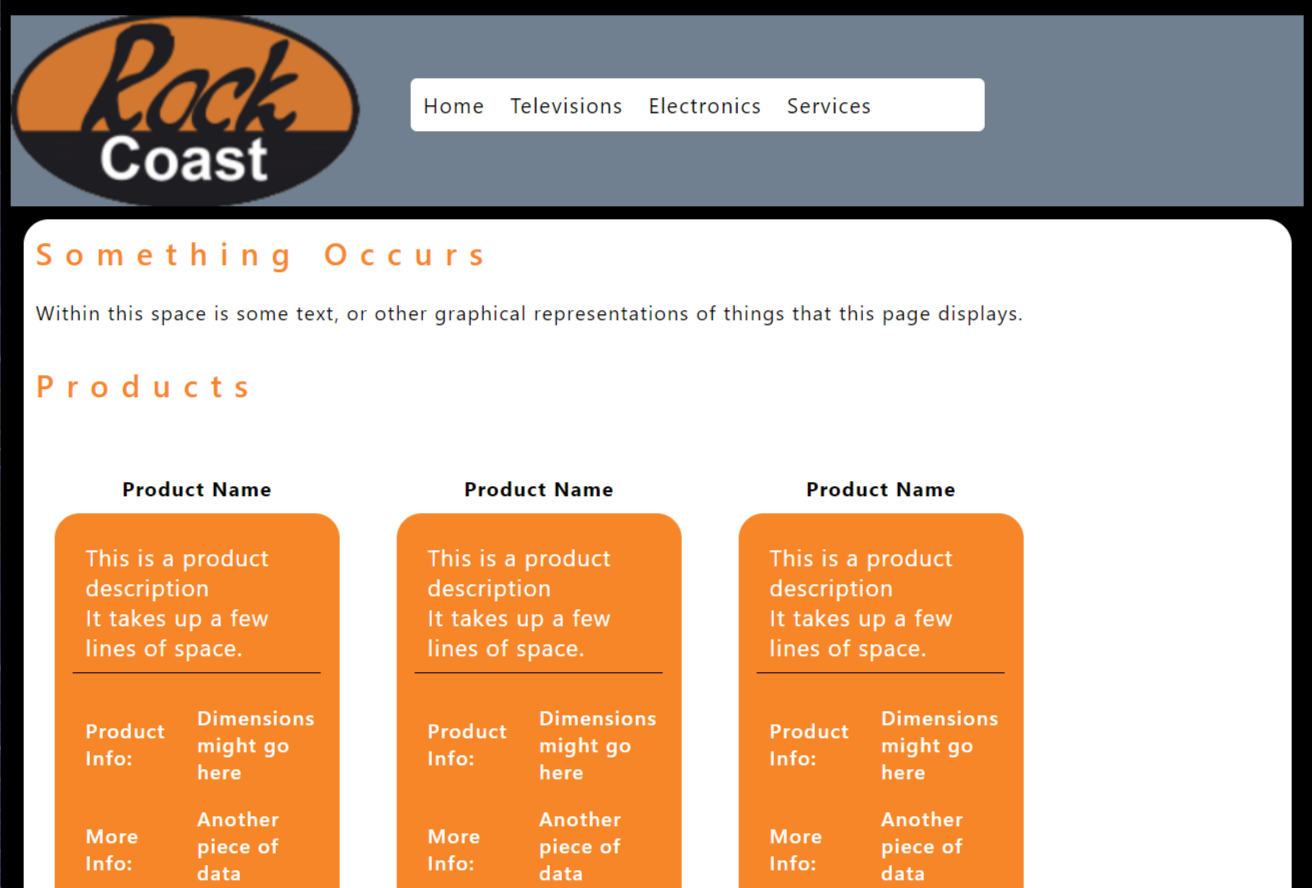 Rock
Coast
Home Televisions Electronics Services
Something Occurs
Within this space is some text, or other graphical representations of things that this page displays.
Products
Product Name
This is a product
description
It takes up a few
lines of space.
Product
Info:
Dimensions
might go
here
More
Info:
Another
piece of
data
Product Name
This is a product
description
It takes up a few
lines of space.
Product
Info:
Dimensions
might go
here
More
Info:
Another
piece of
data
Product Name
This is a product
description
It takes up a few
lines of space.
Product
Info:
Dimensions
might go
here
More
Info:
Another
piece of
data